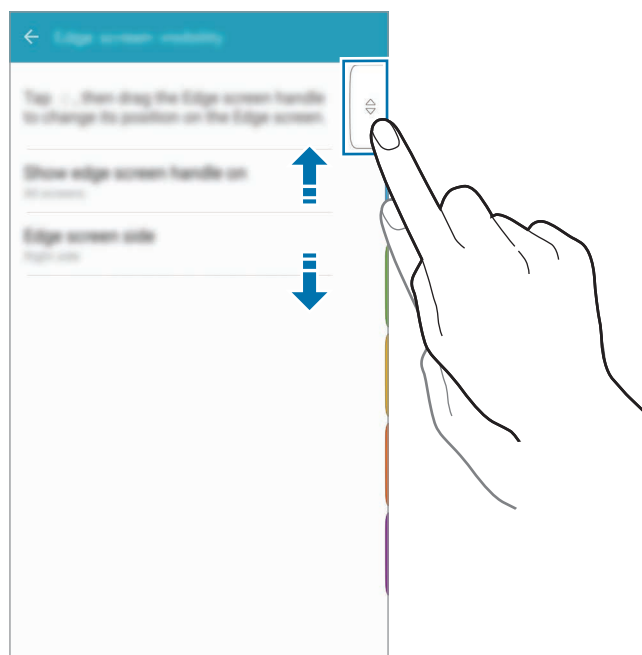 Edge screen visibility
Tap , then drag the Edge screen handle
to change its position on the Edge screen.
Show edge screen handle on
All screens
Edge screen side
Right side